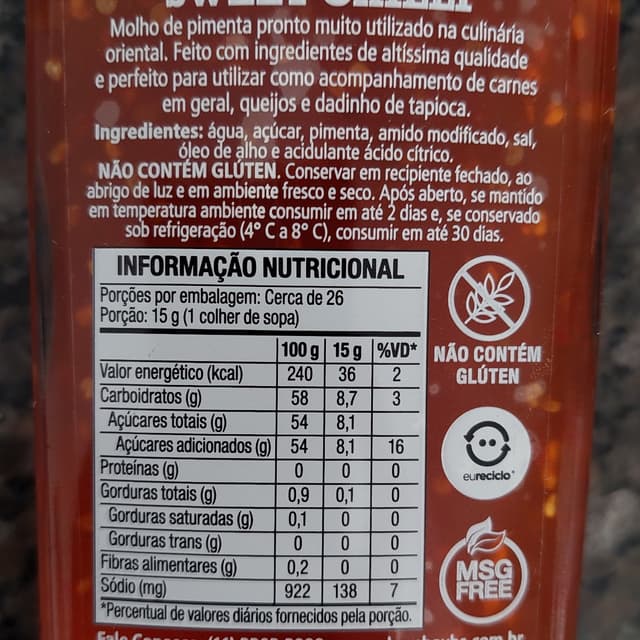 SWEET CHILLI
Molho de pimenta pronto muito utilizado na culinária
oriental. Feito com ingredientes de altíssima qualidade
e perfeito para utilizar como acompanhamento de carnes
em geral, queijos e dadinho de tapioca.
Ingredientes: água, açúcar, pimenta, amido modificado, sal,
óleo de alho e acidulante ácido cítrico.
NÃO CONTÉM GLÚTEN. Conservar em recipiente fechado, ao
abrigo de luz e em ambiente fresco e seco. Após aberto, se mantido
em temperatura ambiente consumir em até 2 dias e, se conservado
sob refrigeração (4° C a 8° C), consumir em até 30 dias.
INFORMAÇÃO NUTRICIONAL
Porções por embalagem: Cerca de 26
Porção: 15 g (1 colher de sopa)
100 g 15 g %VD*
Valor energético (kcal) 240 36 2
Carboidratos (g) 58 8,7 3
Açúcares totais (g) 54 8,1
Açúcares adicionados (g) 54 8,1 16
Proteínas (g) 0 0 0
Gorduras totais (g) 0,9 0,1 0
Gorduras saturadas (g) 0,1 0 0
Gorduras trans (g) 0 0 0
Fibras alimentares (g) 0,2 0 0
Sódio (mg) 922 138 7
*Percentual de valores diários fornecidos pela porção.
NÃO CONTÉM
GLÚTEN
eureciclo
MSG
FREE
Fale Conosco